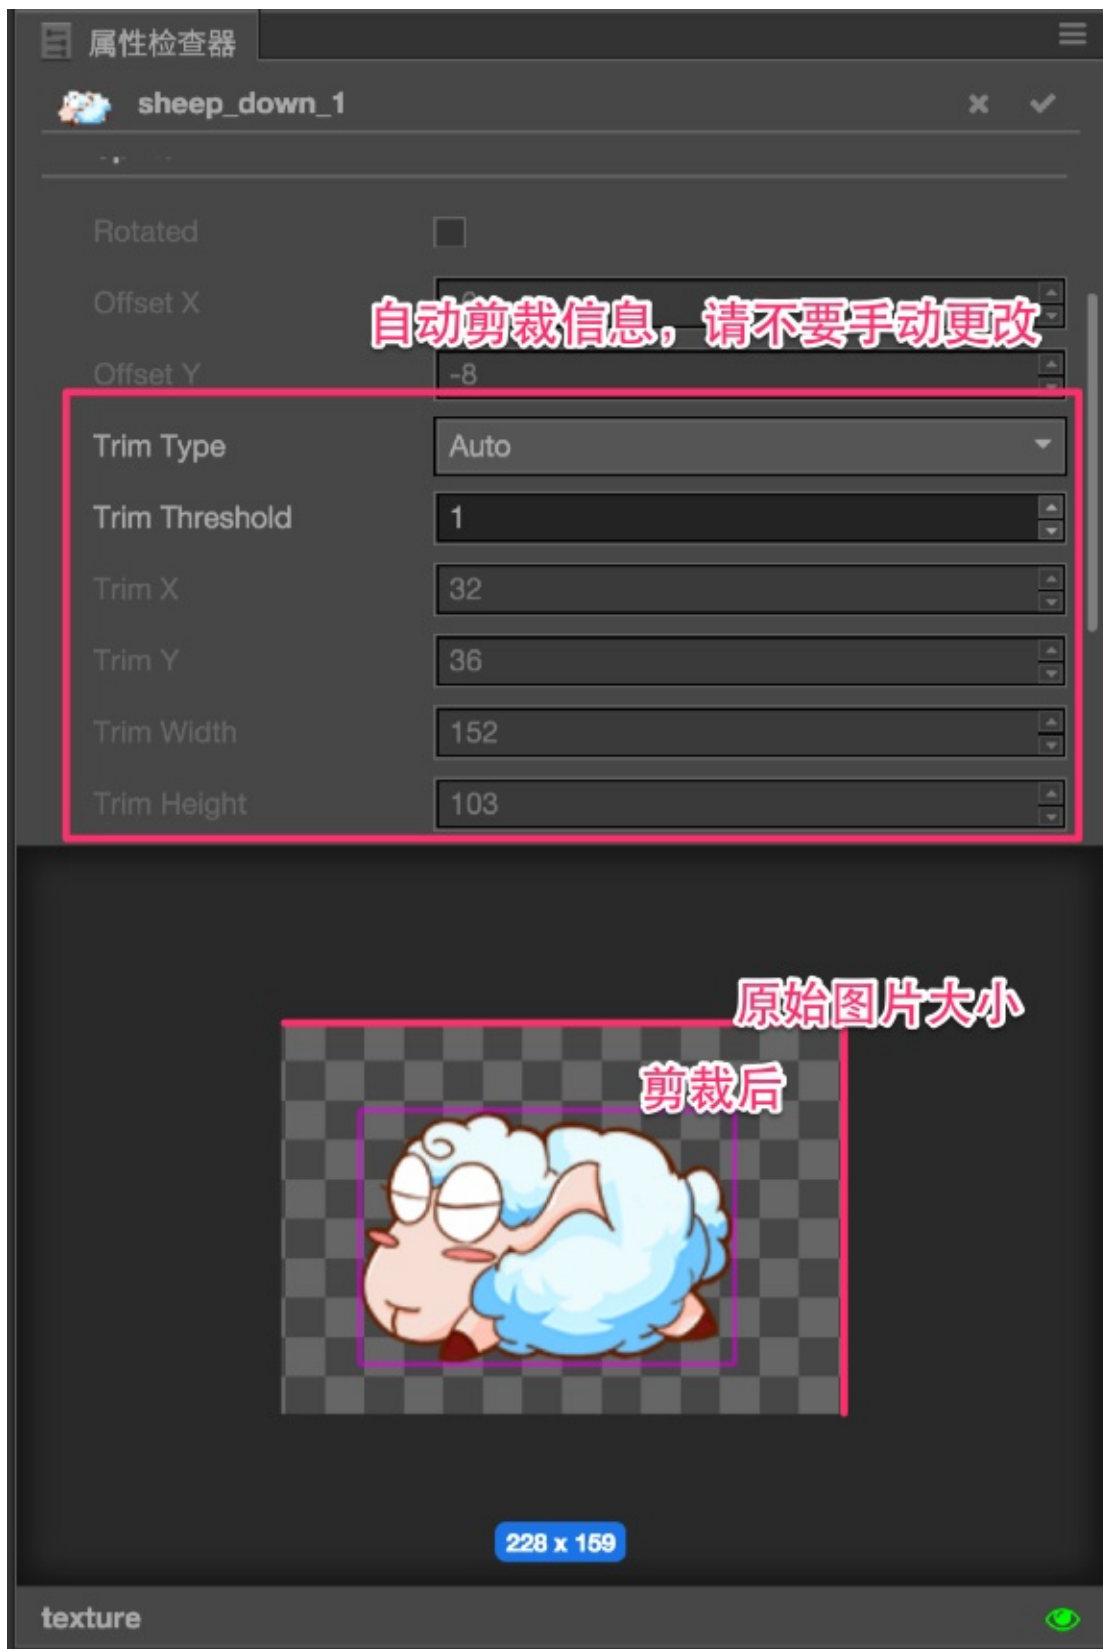 属性检查器
sheep_down_1
Rotated
Offset X
自动剪裁信息，请不要手动更改
Offset Y
-8
Trim Type
Auto
Trim Threshold
1
Trim X
32
Trim Y
36
Trim Width
152
Trim Height
103
原始图片大小
剪裁后
228 x 159
texture